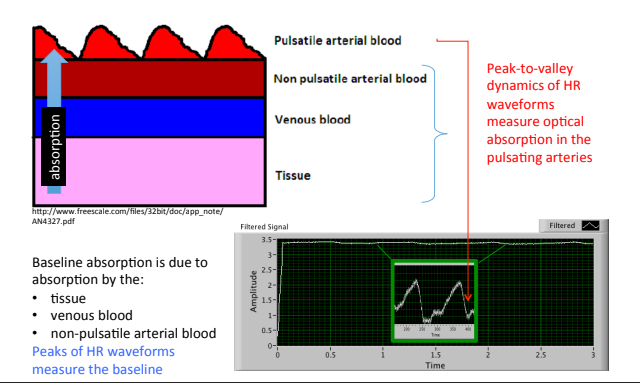 Pulsatile arterial blood
Non pulsatile arterial blood
Venous blood
Tissue
absorption
http://www.freescale.com/files/32bit/doc/app_note/
AN4327.pdf
Peak-to-valley
dynamics of HR
waveforms
measure optical
absorption in the
pulsating arteries
Baseline absorption is due to
absorption by the:
• tissue
• venous blood
• non-pulsatile arterial blood
Peaks of HR waveforms
measure the baseline
Filtered Signal
Filtered
Amplitude
3.5-
3-
2.5-
2-
1.5-
1-
0.5-
0-
0 0.5 1 1.5 2 2.5 3
Time
200 250 300 350 400
Time